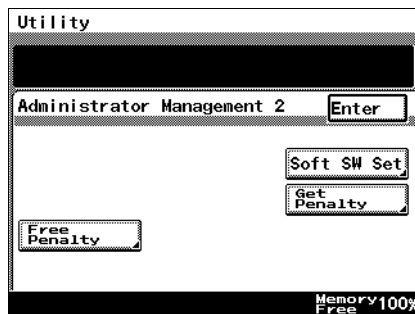 Utility
Administrator Management 2
Enter
Soft SW Set
Get
Penalty
Free
Penalty
Memory
Free 100%